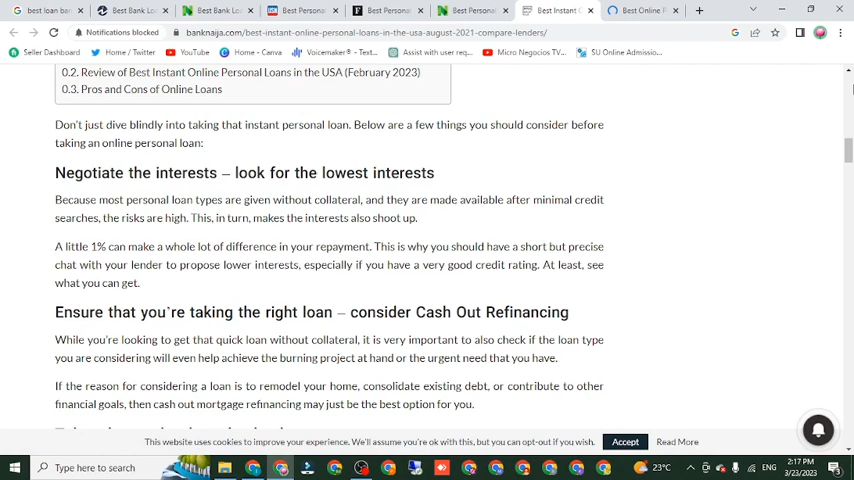 best loan ban
Best Bank Lo
Best Bank Lo
Best Persona
Best Persona
Best Persona
Best Instant O
Best Online P
Notifications blocked
banknaija.com/best-instant-online-personal-loans-in-the-usa-august-2021-compare-lenders/
Seller Dashboard
Home / Twitter
YouTube
Home - Canva
Voicemaker® - Text...
Assist with user req...
Micro Negocios TV...
SU Online Admissio...
0.2. Review of Best Instant Online Personal Loans in the USA (February 2023)
0.3. Pros and Cons of Online Loans
Don't just dive blindly into taking that instant personal loan. Below are a few things you should consider before
taking an online personal loan:
Negotiate the interests – look for the lowest interests
Because most personal loan types are given without collateral, and they are made available after minimal credit
searches, the risks are high. This, in turn, makes the interests also shoot up.
A little 1% can make a whole lot of difference in your repayment. This is why you should have a short but precise
chat with your lender to propose lower interests, especially if you have a very good credit rating. At least, see
what you can get.
Ensure that you`re taking the right loan – consider Cash Out Refinancing
While you're looking to get that quick loan without collateral, it is very important to also check if the loan type
you are considering will even help achieve the burning project at hand or the urgent need that you have.
If the reason for considering a loan is to remodel your home, consolidate existing debt, or contribute to other
financial goals, then cash out mortgage refinancing may just be the best option for you.
This website uses cookies to improve your experience. We'll assume you're ok with this, but you can opt-out if you wish.
Accept
Read More
Type here to search
23°C
ENG
2:17 PM
3/23/2023